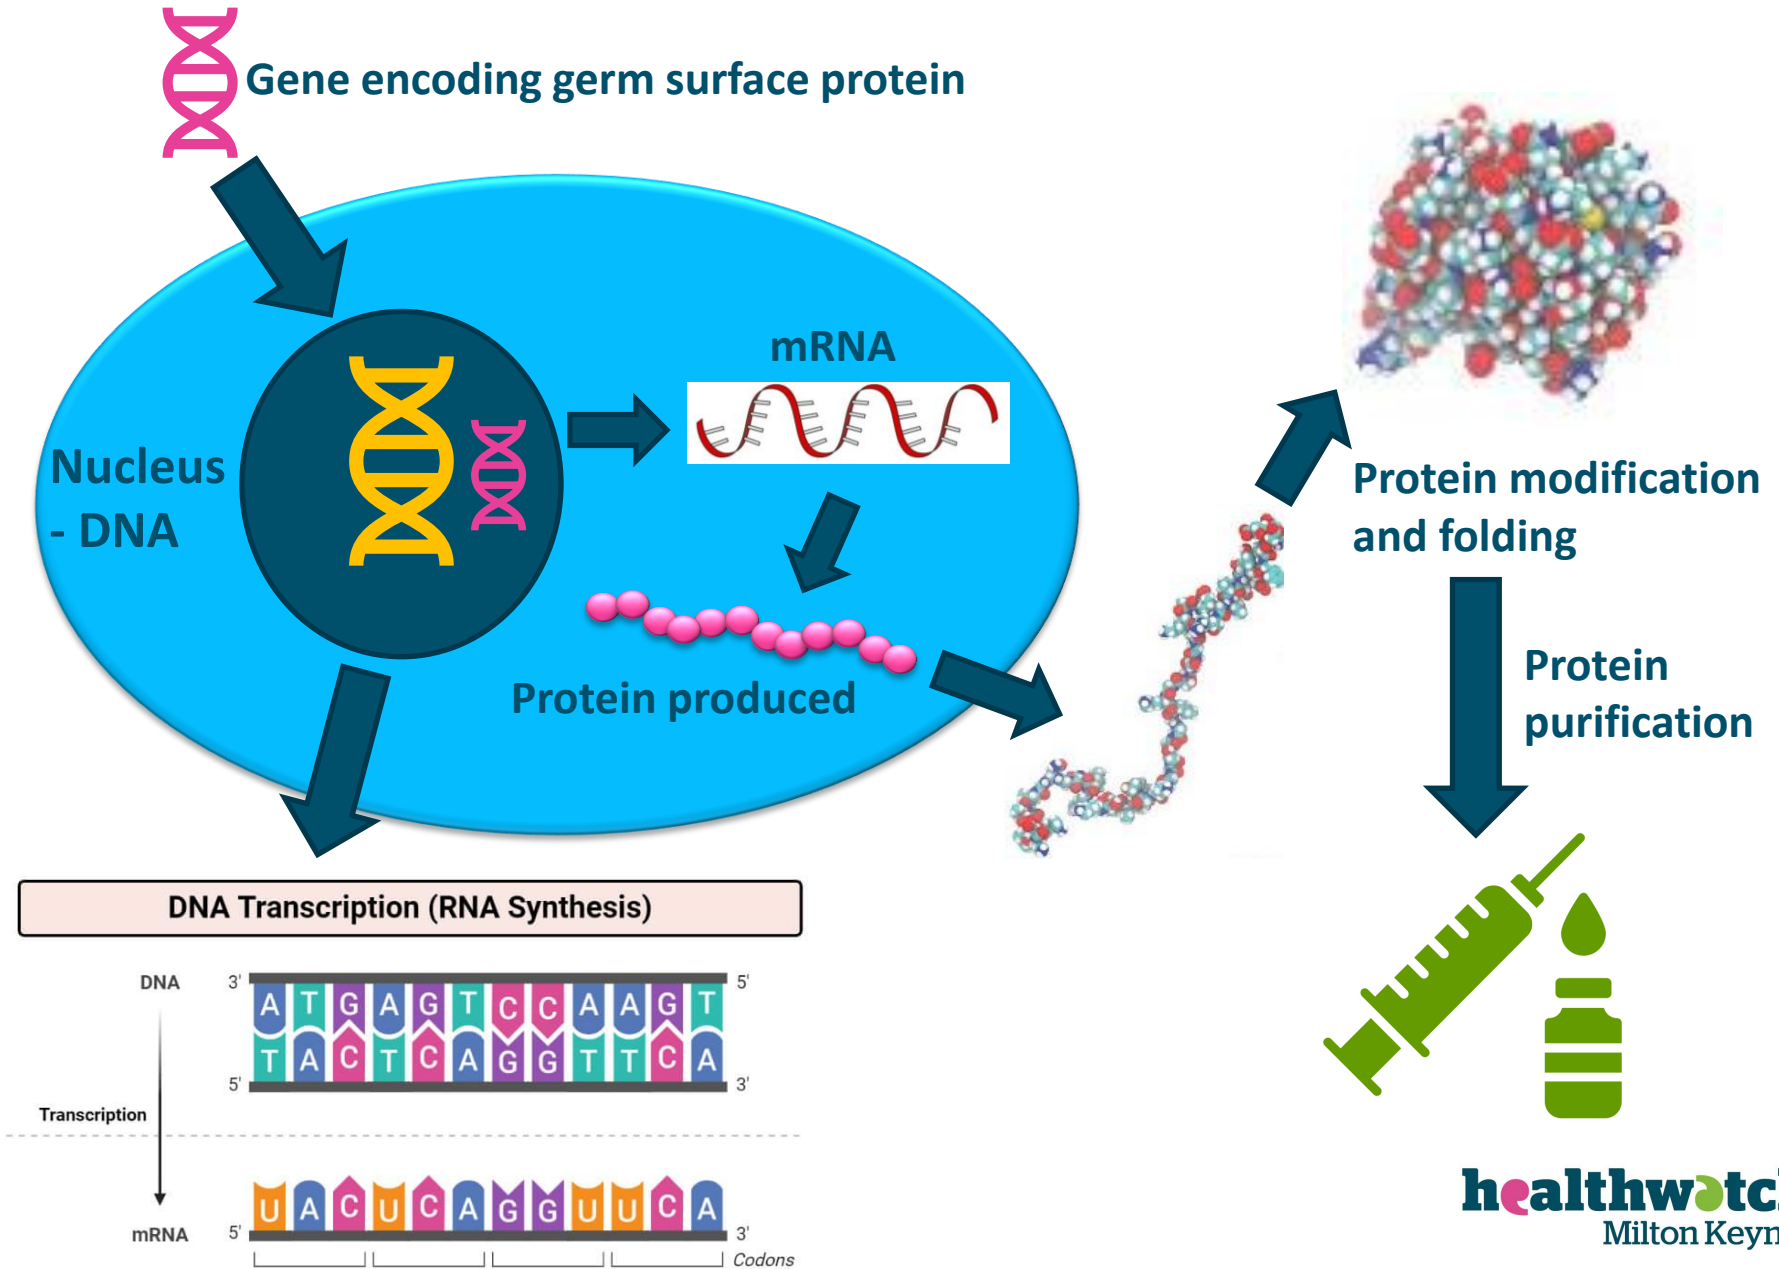 Gene encoding germ surface protein
mRNA
Nucleus
- DNA
Protein produced
Protein modification
and folding
Protein
purification
DNA Transcription (RNA Synthesis)
DNA
3'
A T G A G T C C A A G T
5'
T A C T C A G G T T C A
5'
3'
Transcription
mRNA
5'
U A C U C A G G U U C A
3'
Codons
healthwatc
Milton Keyn